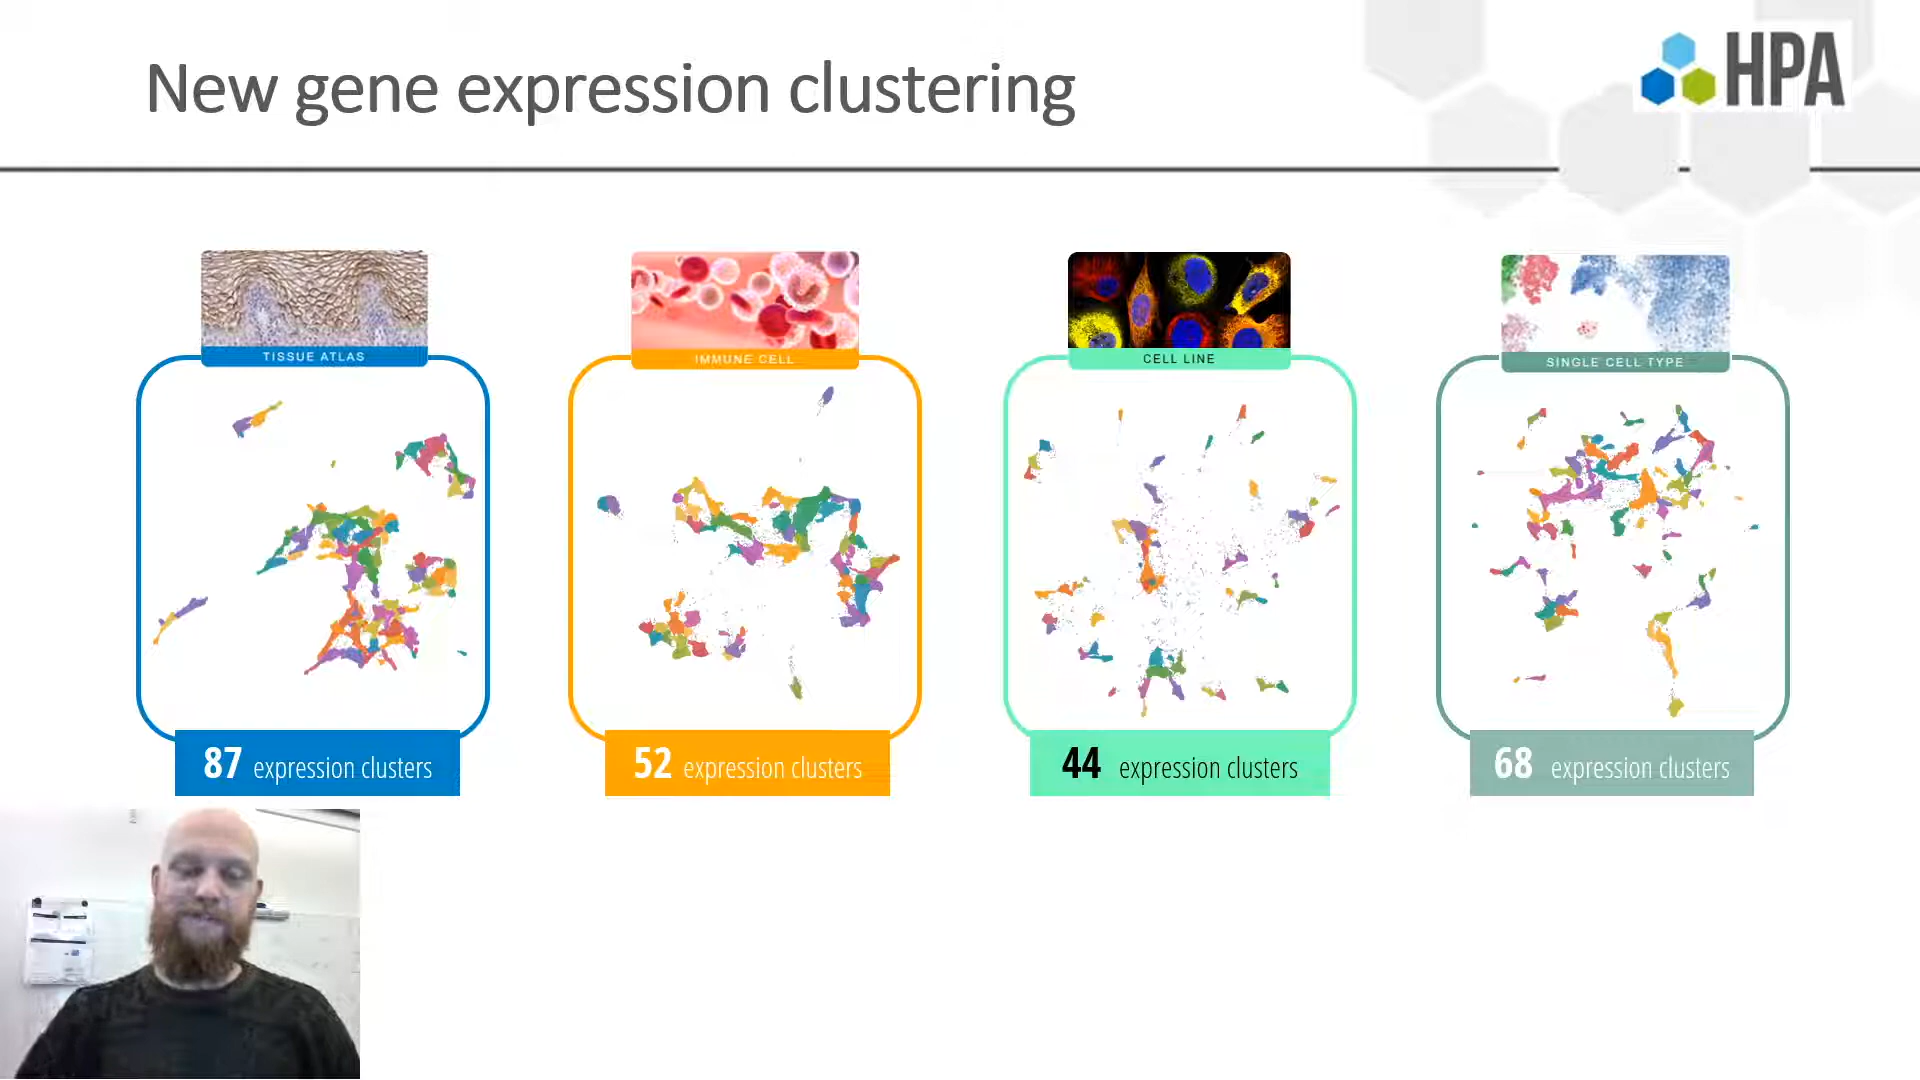 New gene expression clustering
HPA
TISSUE ATLAS
IMMUNE CELL
CELL LINE
SINGLE CELL TYPE
87 expression clusters
52 expression clusters
44 expression clusters
68 expression clusters